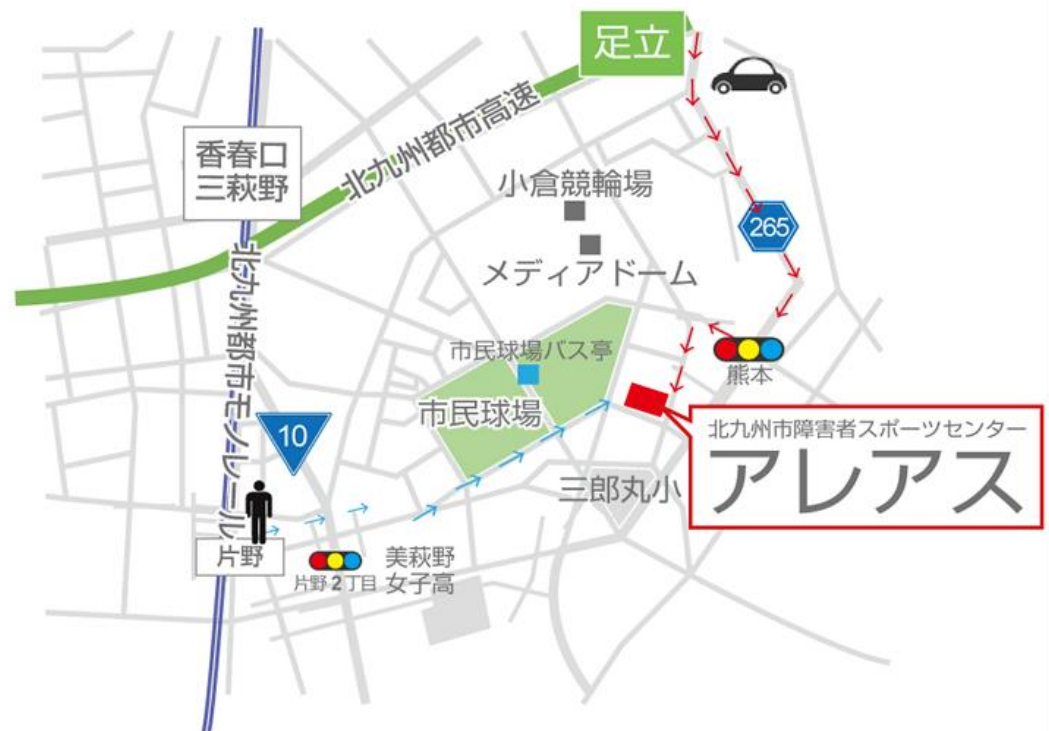 足立
北九州都市高速
香春口
三萩野
小倉競輪場
265
メディアドーム
北九州都市モノレール
市民球場バス亭
熊本
市民球場
10
北九州市障害者スポーツセンター
アレアス
三郎丸小
片野
片野2丁目
美萩野
女子高